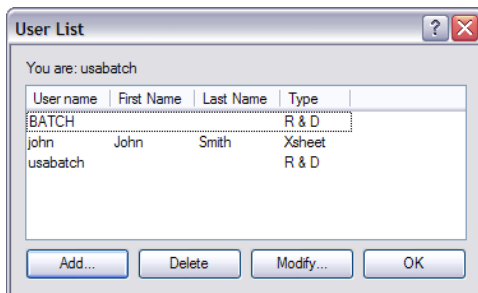 User List
You are: usabatch
User name First Name Last Name Type
BATCH R & D
john John Smith Xsheet
usabatch R & D
Add... Delete Modify... OK